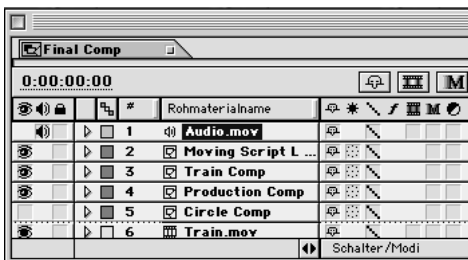 Final Comp
0:00:00:00 M
# Rohmaterialname f M
1 Audio.mov
2 Moving Script L ...
3 Train Comp
4 Production Comp
5 Circle Comp
6 Train.mov
Schalter/Modi